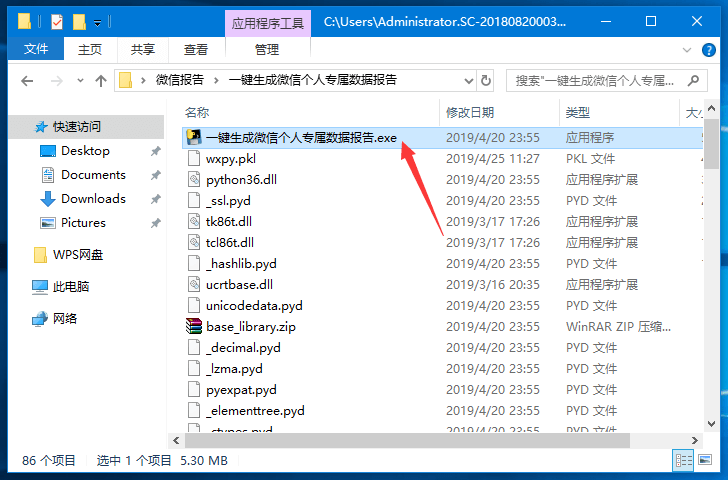 应用程序工具 C:\Users\Administrator.SC-20180820003...
文件 主页 共享 查看 管理
微信报告 一键生成微信个人专属数据报告 搜索"一键生成微信个人专属...
名称 修改日期 类型
快速访问
Desktop
Documents
Downloads
Pictures
WPS网盘
此电脑
网络
一键生成微信个人专属数据报告.exe 2019/4/20 23:55 应用程序
wxpy.pkl 2019/4/25 11:27 PKL 文件
python36.dll 2019/4/20 23:55 应用程序扩展
_ssl.pyd 2019/4/20 23:55 PYD 文件
tk86t.dll 2019/3/17 17:26 应用程序扩展
tcl86t.dll 2019/3/17 17:26 应用程序扩展
_hashlib.pyd 2019/4/20 23:55 PYD 文件
ucrtbase.dll 2019/3/16 20:35 应用程序扩展
unicodedata.pyd 2019/4/20 23:55 PYD 文件
base_library.zip 2019/4/20 23:55 WinRAR ZIP 压缩...
_decimal.pyd 2019/4/20 23:55 PYD 文件
_lzma.pyd 2019/4/20 23:55 PYD 文件
pyexpat.pyd 2019/4/20 23:55 PYD 文件
_elementtree.pyd 2019/4/20 23:55 PYD 文件
86 个项目 选中 1 个项目 5.30 MB